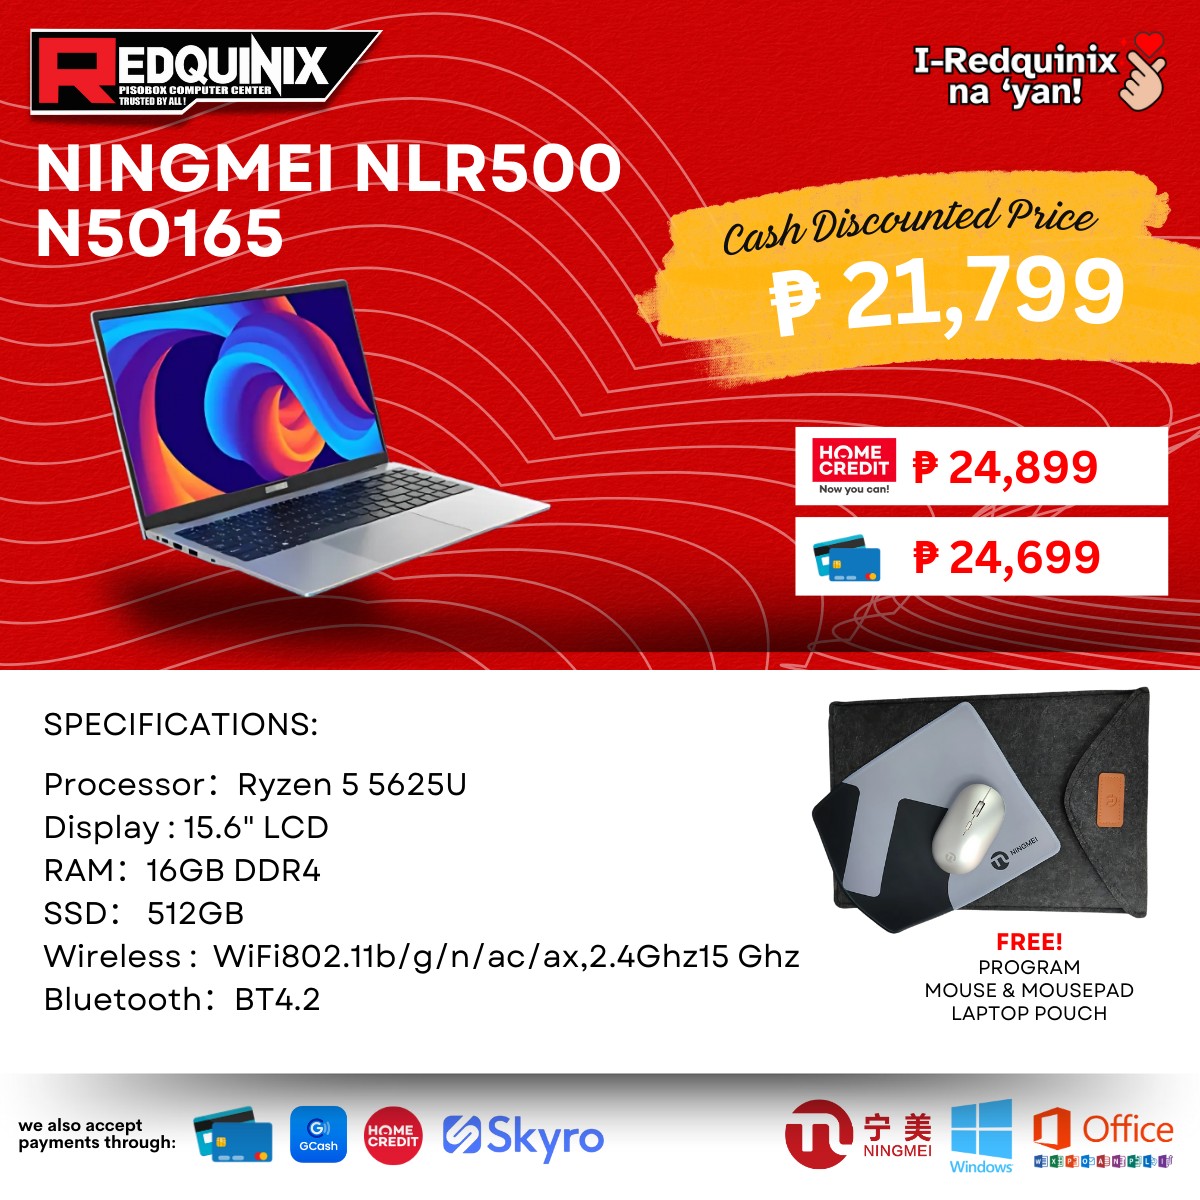 REDQUINIX
PISOBOX COMPUTER CENTER
TRUSTED BY ALL !
I-Redquinix
na ‘yan!
NINGMEI NLR500
N50165
Cash Discounted Price
₱ 21,799
HOME
CREDIT
Now you can!
₱ 24,899
₱ 24,699
SPECIFICATIONS:
Processor： Ryzen 5 5625U
Display : 15.6" LCD
RAM： 16GB DDR4
SSD： 512GB
Wireless : WiFi802.11b/g/n/ac/ax,2.4Ghz15 Ghz
Bluetooth： BT4.2
NINGMEI
FREE!
PROGRAM
MOUSE & MOUSEPAD
LAPTOP POUCH
we also accept
payments through:
G
GCash
HOME
CREDIT
Skyro
宁美
NINGMEI
Windows
Office
W X P O A N P L I